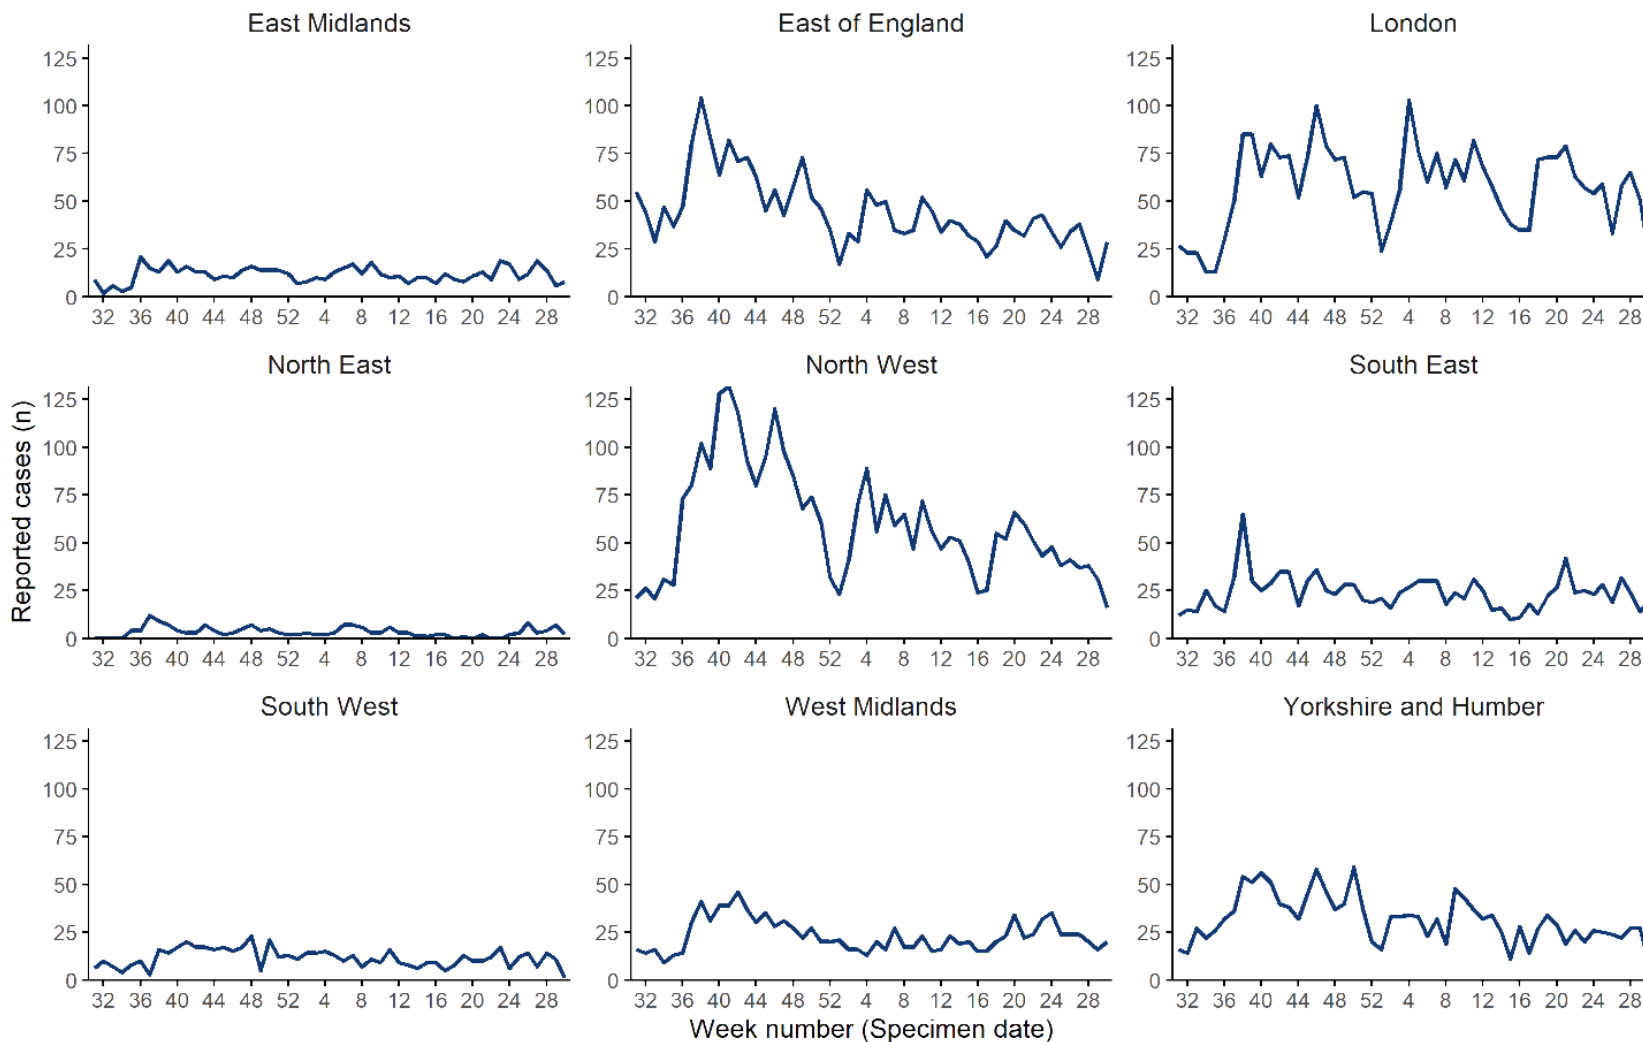 East Midlands East of England London
125 125 125
100 100 100
75 75 75
50 50 50
25 25 25
0 0 0
32 36 40 44 48 52 4 8 12 16 20 24 28 32 36 40 44 48 52 4 8 12 16 20 24 28 32 36 40 44 48 52 4 8 12 16 20 24 28
North East North West South East
Reported cases (n)
125 125 125
100 100 100
75 75 75
50 50 50
25 25 25
0 0 0
32 36 40 44 48 52 4 8 12 16 20 24 28 32 36 40 44 48 52 4 8 12 16 20 24 28 32 36 40 44 48 52 4 8 12 16 20 24 28
South West West Midlands Yorkshire and Humber
125 125 125
100 100 100
75 75 75
50 50 50
25 25 25
0 0 0
32 36 40 44 48 52 4 8 12 16 20 24 28 32 36 40 44 48 52 4 8 12 16 20 24 28 32 36 40 44 48 52 4 8 12 16 20 24 28
Week number (Specimen date)